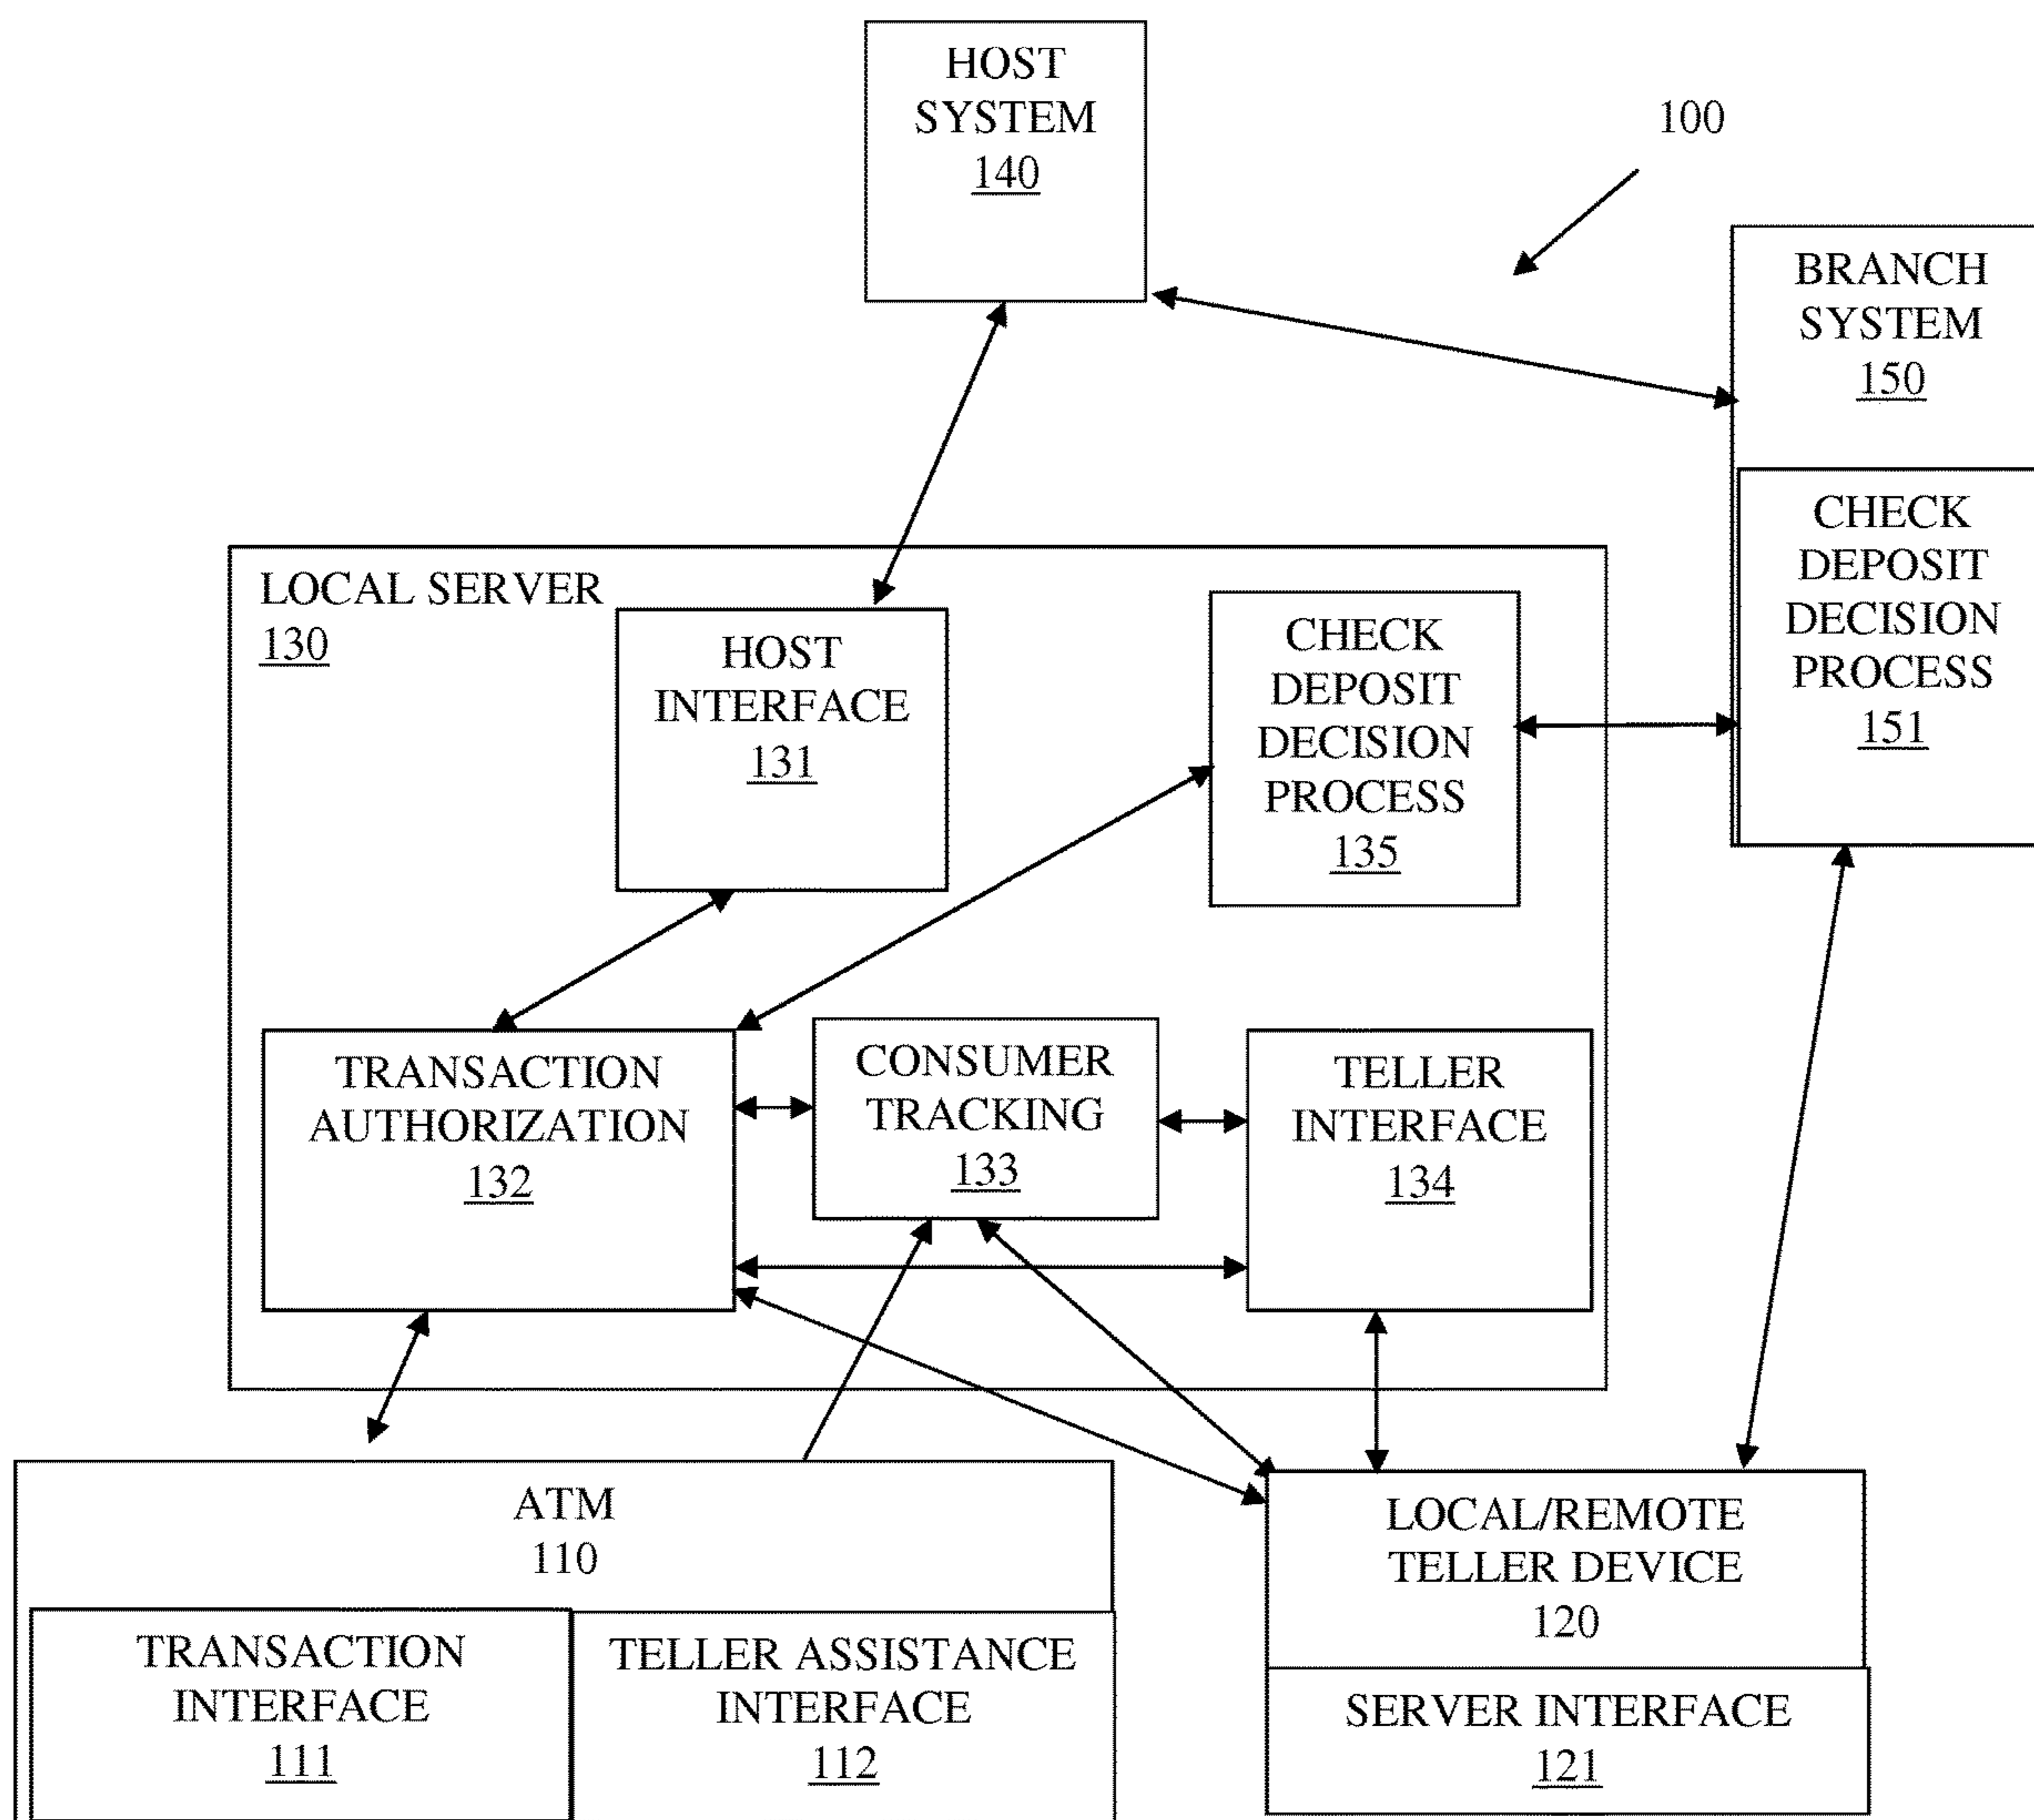 HOST
SYSTEM
140
100
BRANCH
SYSTEM
150
CHECK
DEPOSIT
DECISION
PROCESS
151
LOCAL SERVER
130
HOST
INTERFACE
131
CHECK
DEPOSIT
DECISION
PROCESS
135
TRANSACTION
AUTHORIZATION
132
CONSUMER
TRACKING
133
TELLER
INTERFACE
134
ATM
110
TRANSACTION
INTERFACE
111
TELLER ASSISTANCE
INTERFACE
112
LOCAL/REMOTE
TELLER DEVICE
120
SERVER INTERFACE
121